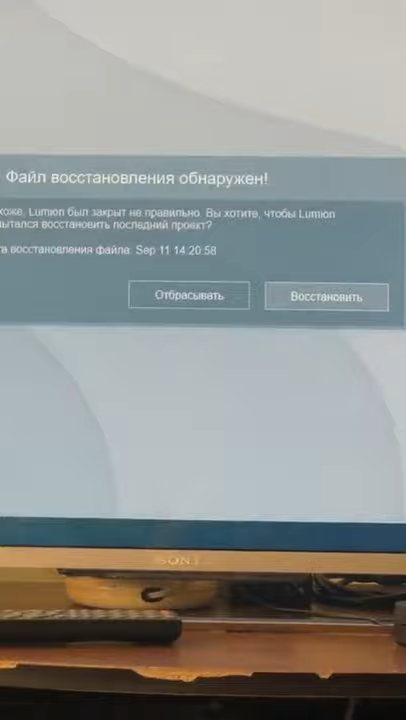 Файл восстановления обнаружен!
Lumion был закрыт не правильно. Вы хотите, чтобы Lumion
восстановить последний проект?
восстановления файла: Sep 11 14:20:58
Отбрасывать
Восстановить
SONY